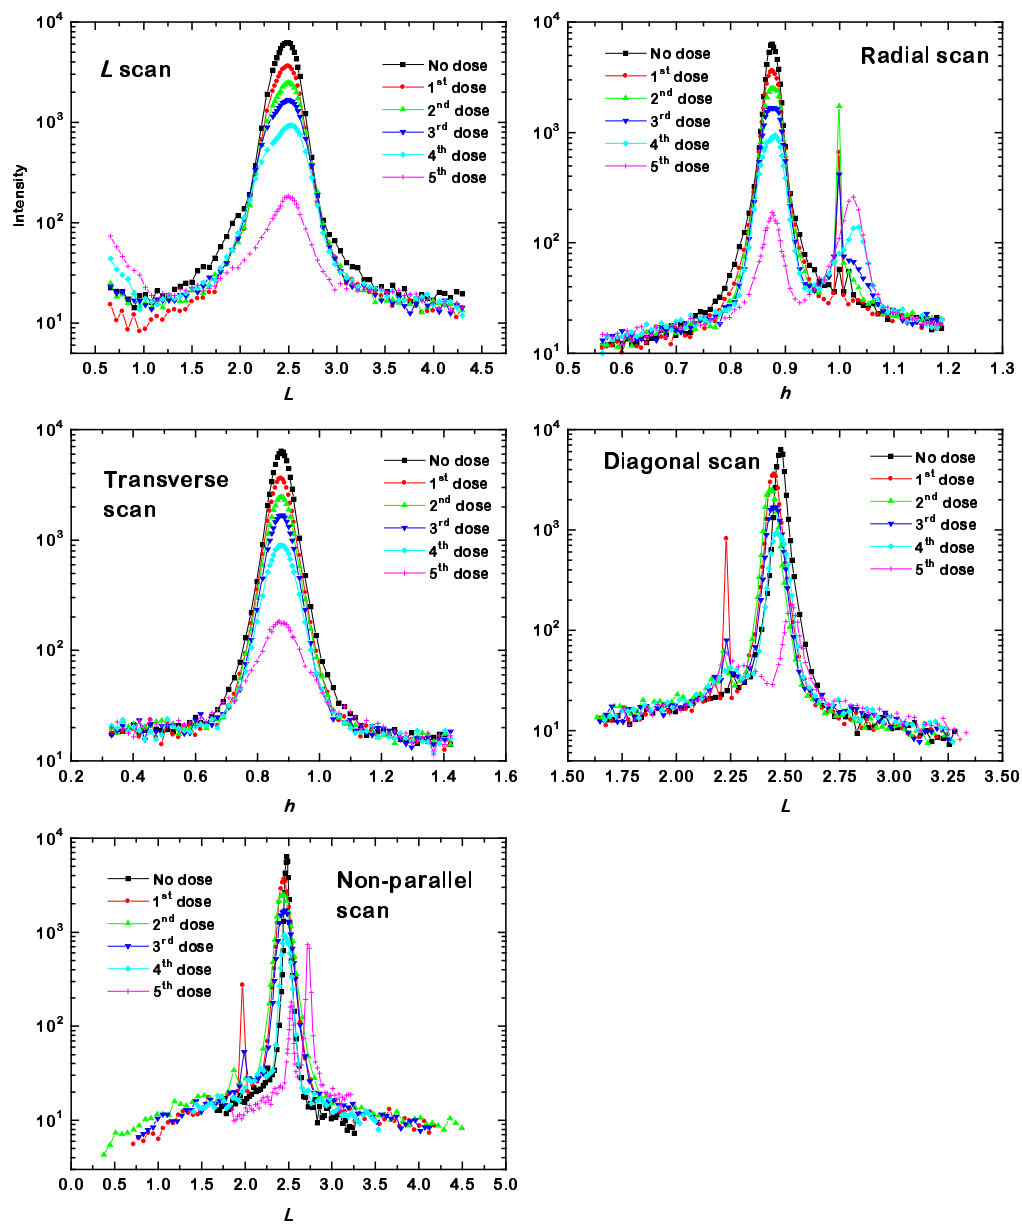 L scan
No dose
1st dose
2nd dose
3rd dose
4th dose
5th dose
Intensity
10^4
10^3
10^2
10^1
0.5 1.0 1.5 2.0 2.5 3.0 3.5 4.0 4.5
L
Radial scan
No dose
1st dose
2nd dose
3rd dose
4th dose
5th dose
10^4
10^3
10^2
10^1
0.5 0.6 0.7 0.8 0.9 1.0 1.1 1.2 1.3
h
Transverse
scan
No dose
1st dose
2nd dose
3rd dose
4th dose
5th dose
10^4
10^3
10^2
10^1
0.2 0.4 0.6 0.8 1.0 1.2 1.4 1.6
h
Diagonal scan
No dose
1st dose
2nd dose
3rd dose
4th dose
5th dose
10^4
10^3
10^2
10^1
1.50 1.75 2.00 2.25 2.50 2.75 3.00 3.25 3.50
L
Non-parallel
scan
No dose
1st dose
2nd dose
3rd dose
4th dose
5th dose
10^4
10^3
10^2
10^1
0.0 0.5 1.0 1.5 2.0 2.5 3.0 3.5 4.0 4.5 5.0
L